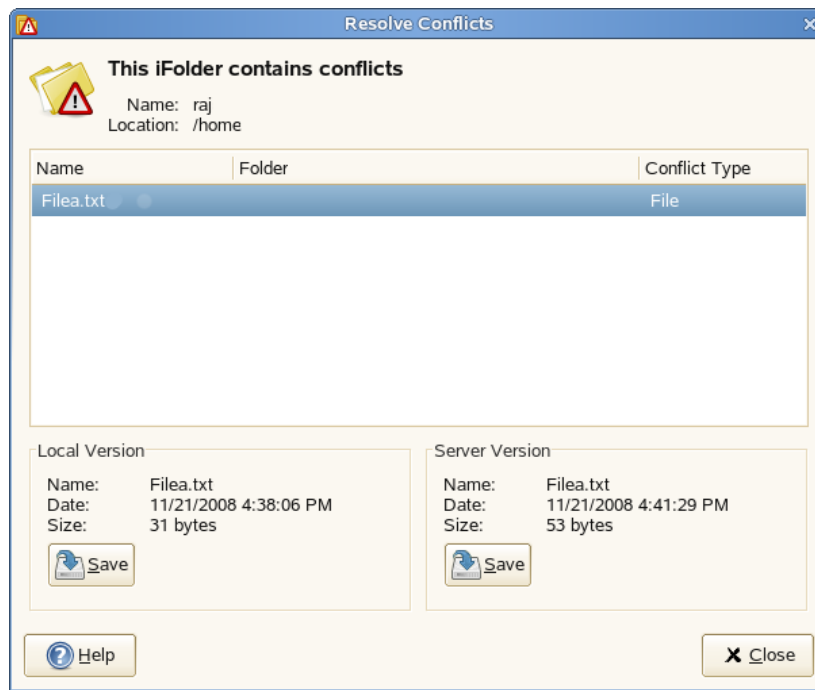 Resolve Conflicts
This iFolder contains conflicts
Name: raj
Location: /home
Name Folder Conflict Type
Filea.txt File
Local Version
Name: Filea.txt
Date: 11/21/2008 4:38:06 PM
Size: 31 bytes
Save
Server Version
Name: Filea.txt
Date: 11/21/2008 4:41:29 PM
Size: 53 bytes
Save
Help
Close